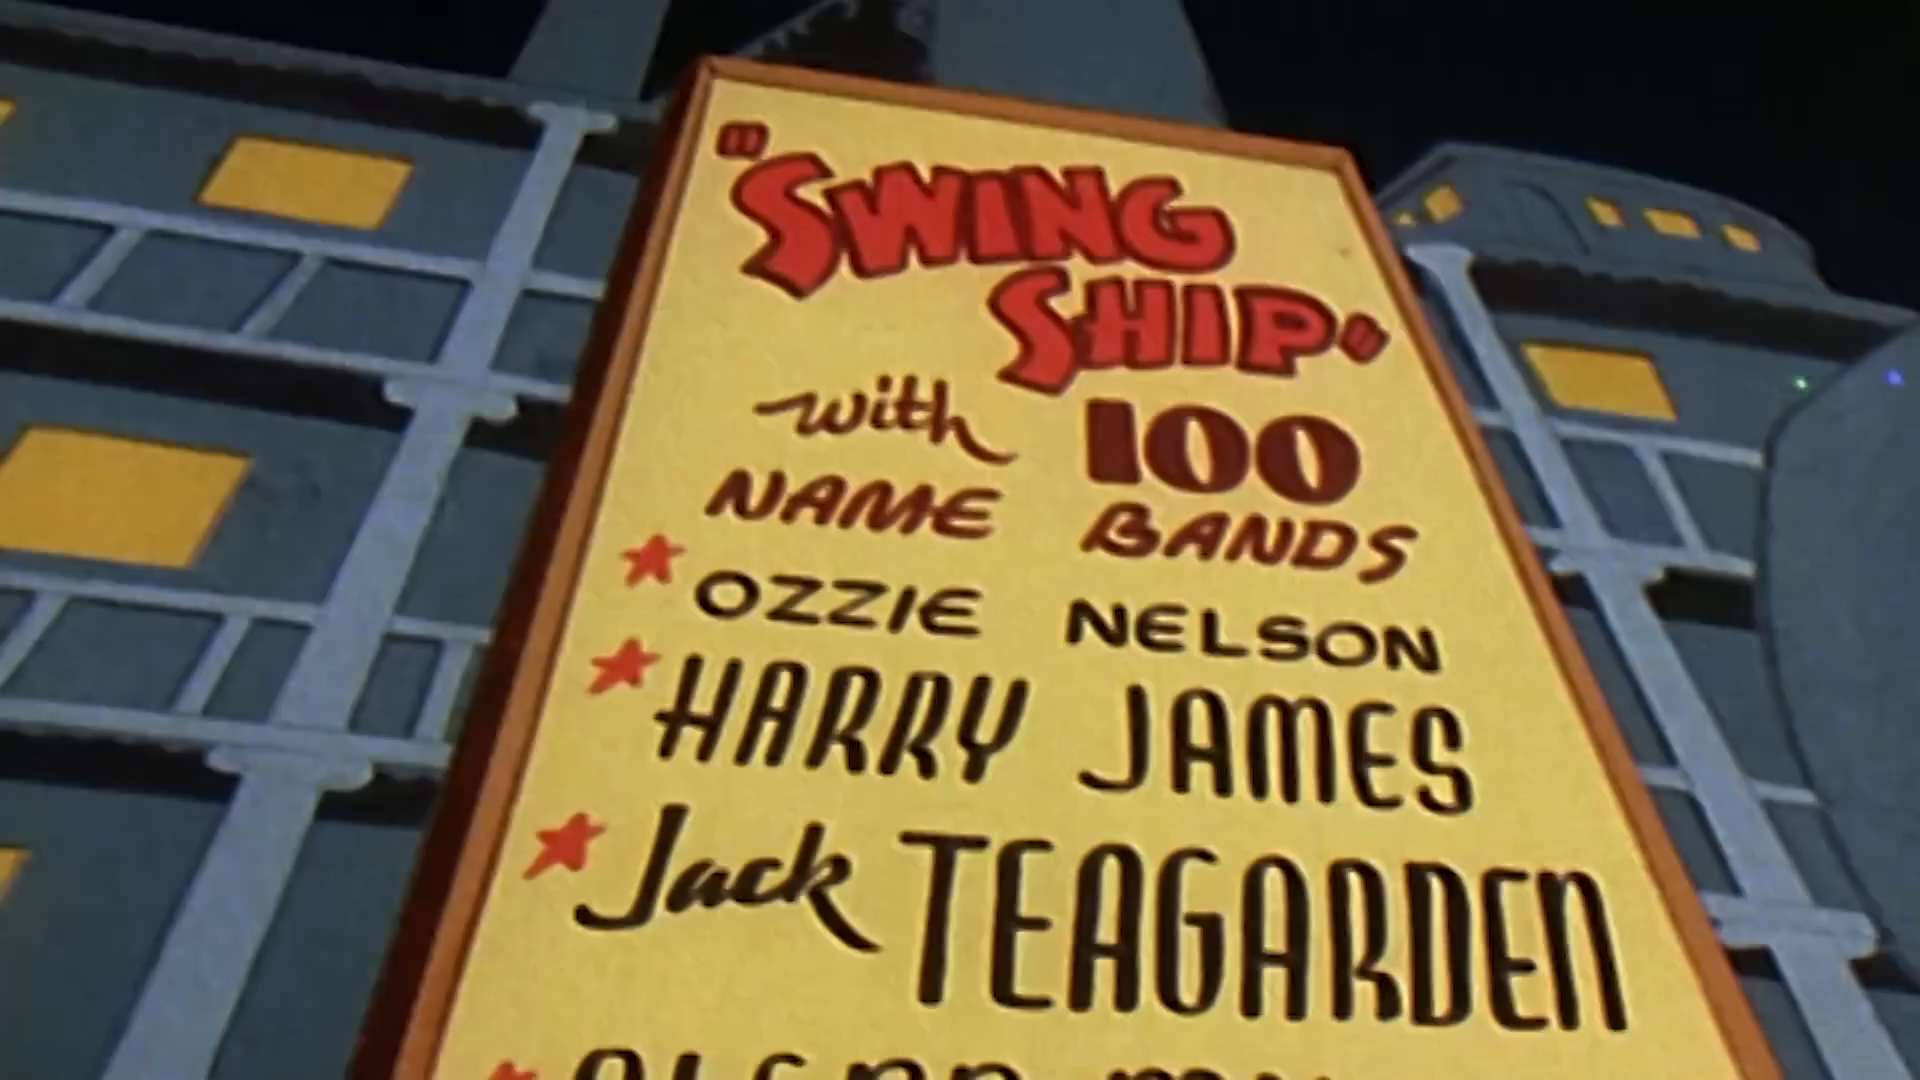 "SWING
SHIP"
with 100
NAME BANDS
OZZIE NELSON
HARRY JAMES
Jack TEAGARDEN